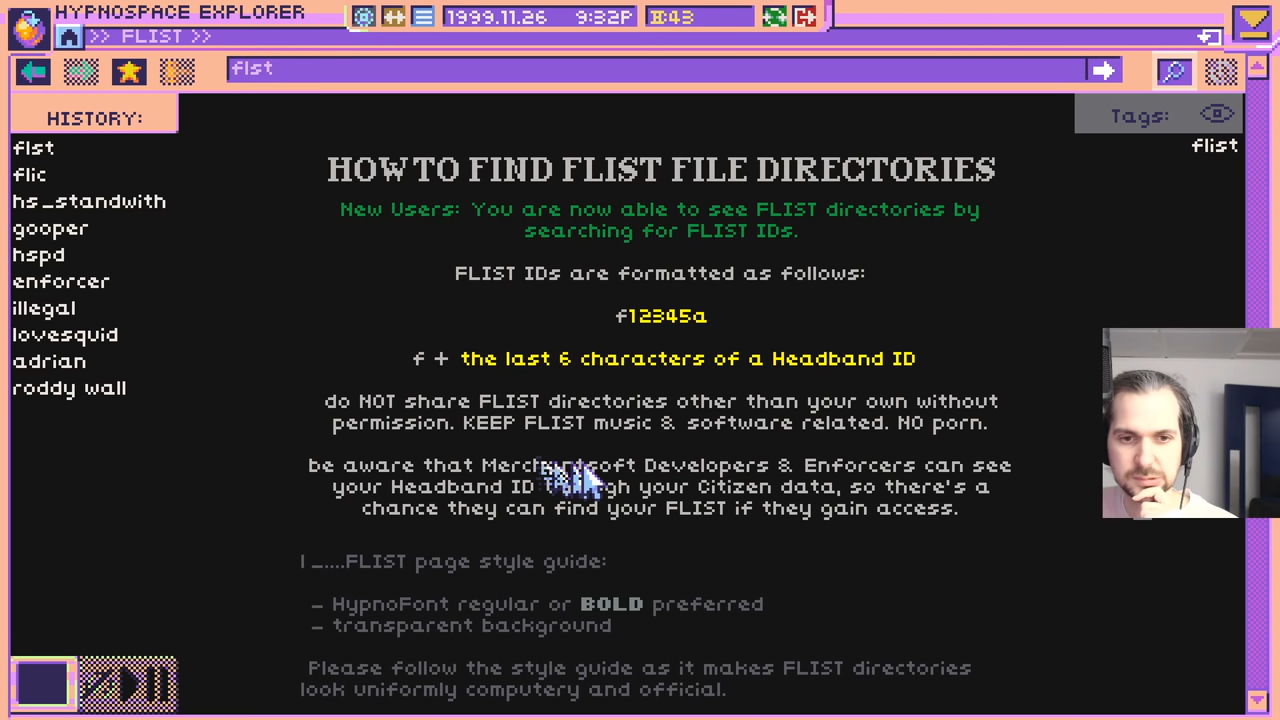 HYPNOSPACE EXPLORER
1999.11.26 9:32P
43
>> FLIST >>
flst
HISTORY:
flst
flic
hs_standwith
gooper
hspd
enforcer
illegal
lovesquid
adrian
roddy wall
Tags:
flist
HOW TO FIND FLIST FILE DIRECTORIES
New Users: You are now able to see FLIST directories by
searching for FLIST IDs.
FLIST IDs are formatted as follows:
f12345a
f + the last 6 characters of a Headband ID
do NOT share FLIST directories other than your own without
permission. KEEP FLIST music & software related. NO porn.
be aware that Merchantsoft Developers & Enforcers can see
your Headband ID through your Citizen data, so there's a
chance they can find your FLIST if they gain access.
|_....FLIST page style guide:
- HypnoFont regular or BOLD preferred
- transparent background
Please follow the style guide as it makes FLIST directories
look uniformly computery and official.